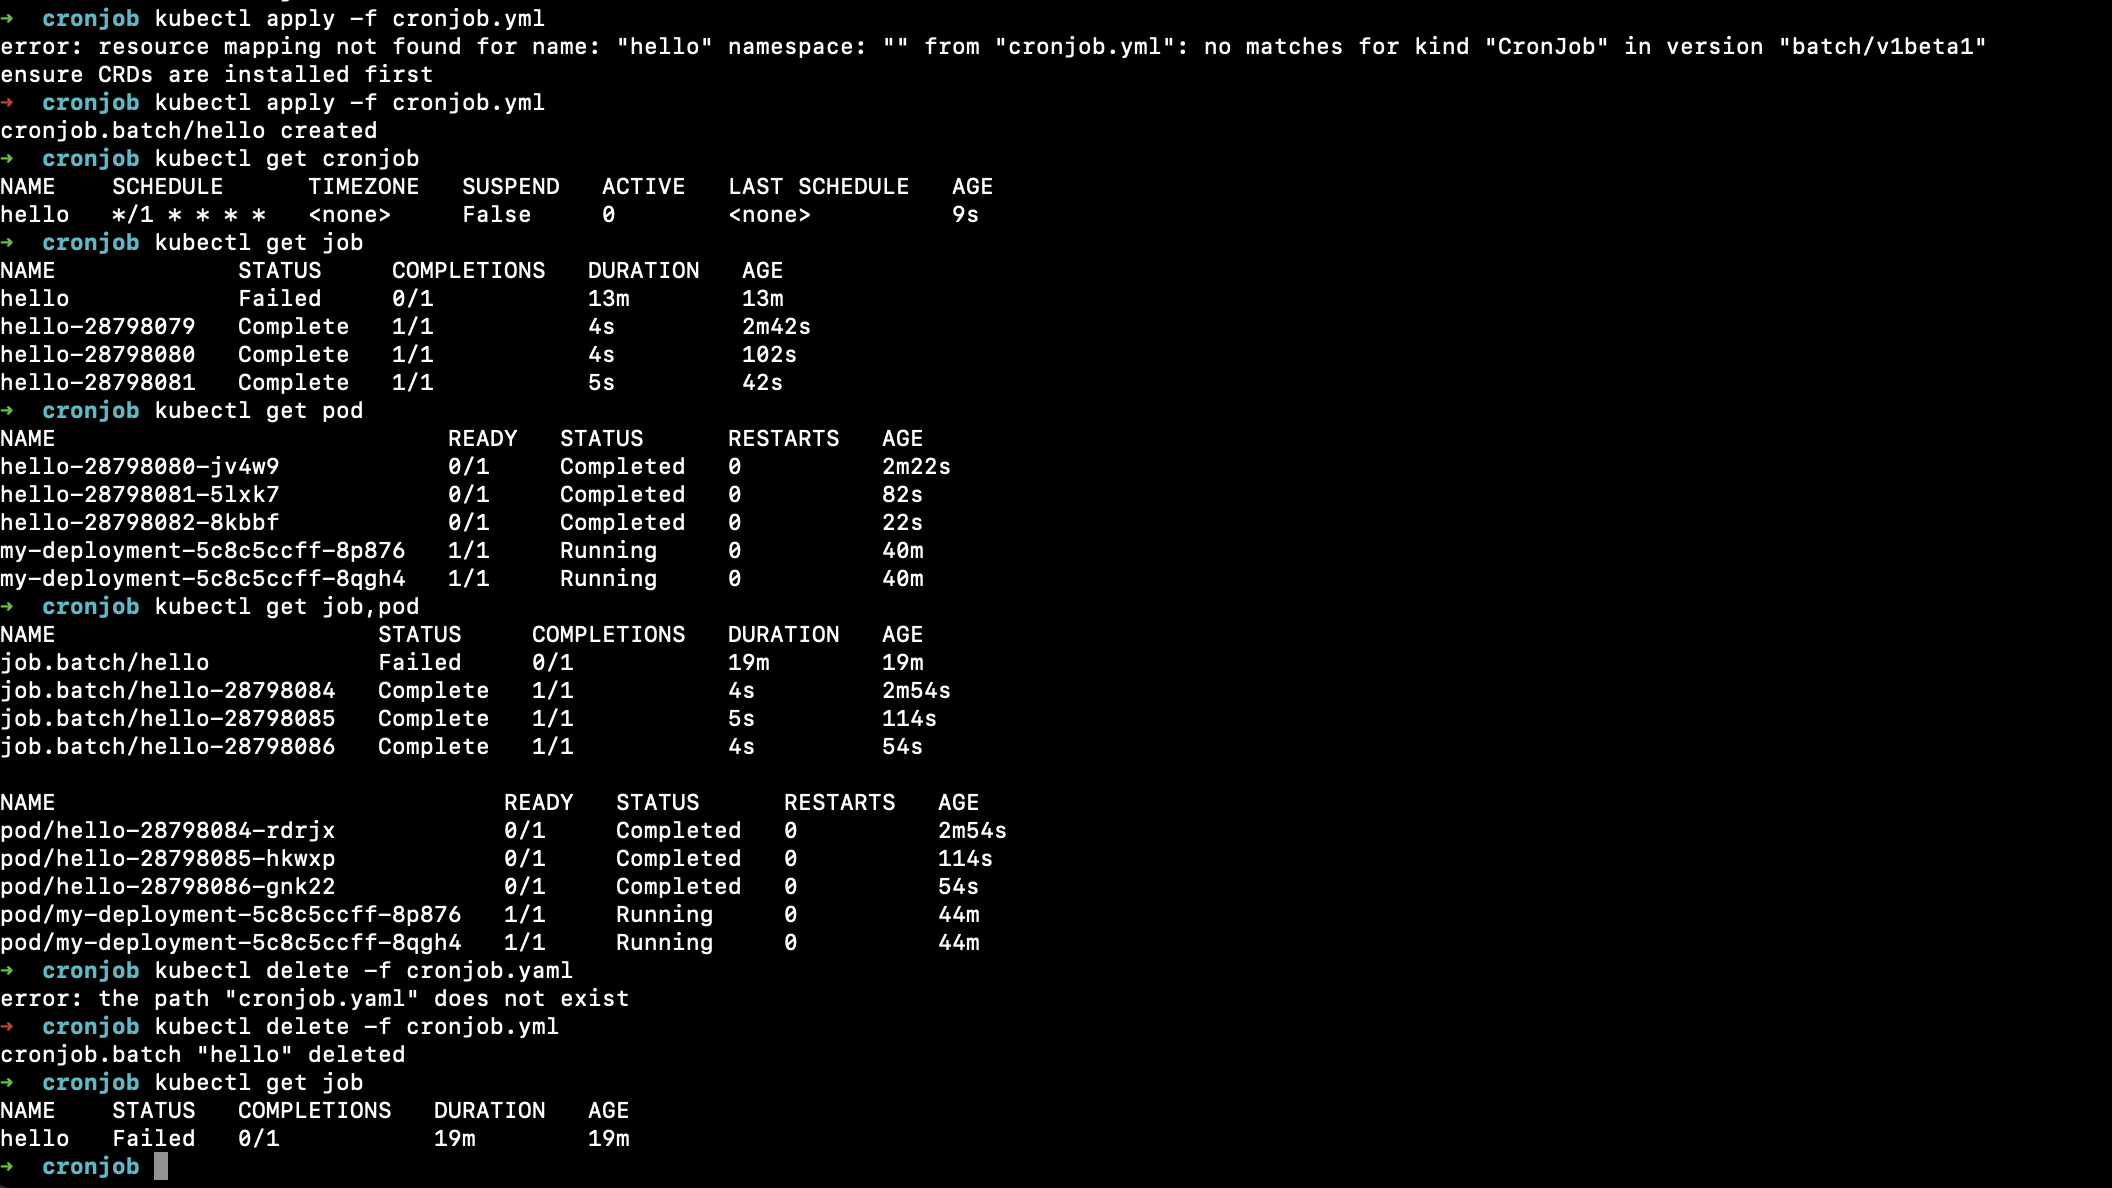 ➜  cronjob kubectl apply -f cronjob.yml
error: resource mapping not found for name: "hello" namespace: "" from "cronjob.yml": no matches for kind "CronJob" in version "batch/v1beta1"
ensure CRDs are installed first
➜  cronjob kubectl apply -f cronjob.yml
cronjob.batch/hello created
➜  cronjob kubectl get cronjob
NAME    SCHEDULE      TIMEZONE   SUSPEND   ACTIVE   LAST SCHEDULE   AGE
hello   */1 * * * *   <none>     False     0        <none>          9s
➜  cronjob kubectl get job
NAME             STATUS     COMPLETIONS   DURATION   AGE
hello            Failed     0/1           13m        13m
hello-28798079   Complete   1/1           4s         2m42s
hello-28798080   Complete   1/1           4s         102s
hello-28798081   Complete   1/1           5s         42s
➜  cronjob kubectl get pod
NAME                            READY   STATUS      RESTARTS   AGE
hello-28798080-jv4w9            0/1     Completed   0          2m22s
hello-28798081-5lxk7            0/1     Completed   0          82s
hello-28798082-8kbbf            0/1     Completed   0          22s
my-deployment-5c8c5ccff-8p876   1/1     Running     0          40m
my-deployment-5c8c5ccff-8qgh4   1/1     Running     0          40m
➜  cronjob kubectl get job,pod
NAME                       STATUS     COMPLETIONS   DURATION   AGE
job.batch/hello            Failed     0/1           19m        19m
job.batch/hello-28798084   Complete   1/1           4s         2m54s
job.batch/hello-28798085   Complete   1/1           5s         114s
job.batch/hello-28798086   Complete   1/1           4s         54s
NAME                                READY   STATUS      RESTARTS   AGE
pod/hello-28798084-rdrjx            0/1     Completed   0          2m54s
pod/hello-28798085-hkwxp            0/1     Completed   0          114s
pod/hello-28798086-gnk22            0/1     Completed   0          54s
pod/my-deployment-5c8c5ccff-8p876   1/1     Running     0          44m
pod/my-deployment-5c8c5ccff-8qgh4   1/1     Running     0          44m
➜  cronjob kubectl delete -f cronjob.yaml
error: the path "cronjob.yaml" does not exist
➜  cronjob kubectl delete -f cronjob.yml
cronjob.batch "hello" deleted
➜  cronjob kubectl get job
NAME    STATUS   COMPLETIONS   DURATION   AGE
hello   Failed   0/1           19m        19m
➜  cronjob